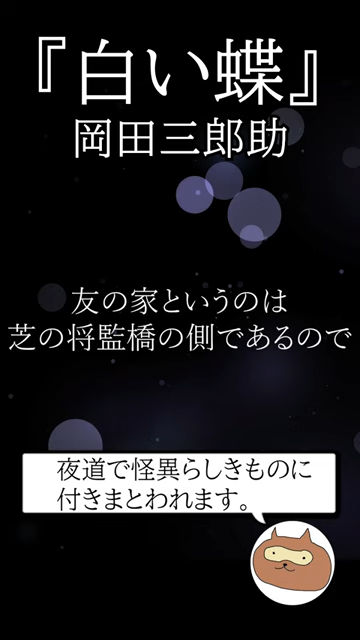 『白い蝶』
岡田三郎助
友の家というのは
芝の将監橋の側であるので
夜道で怪異らしきものに
付きまとわれます。